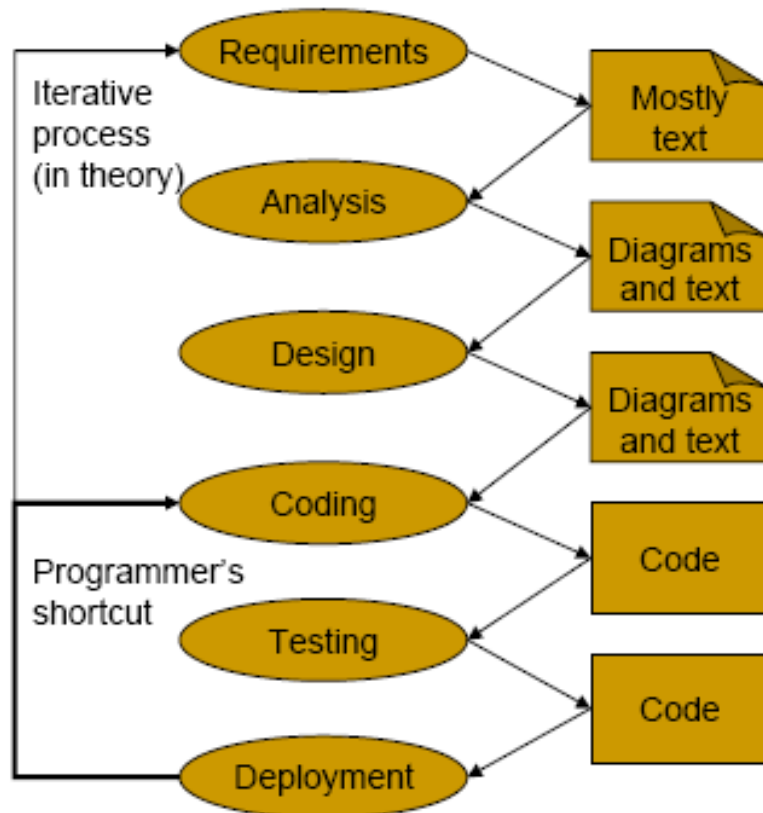 Requirements
Mostly
text
Iterative
process
(in theory)
Analysis
Diagrams
and text
Design
Diagrams
and text
Coding
Code
Programmer's
shortcut
Testing
Code
Deployment